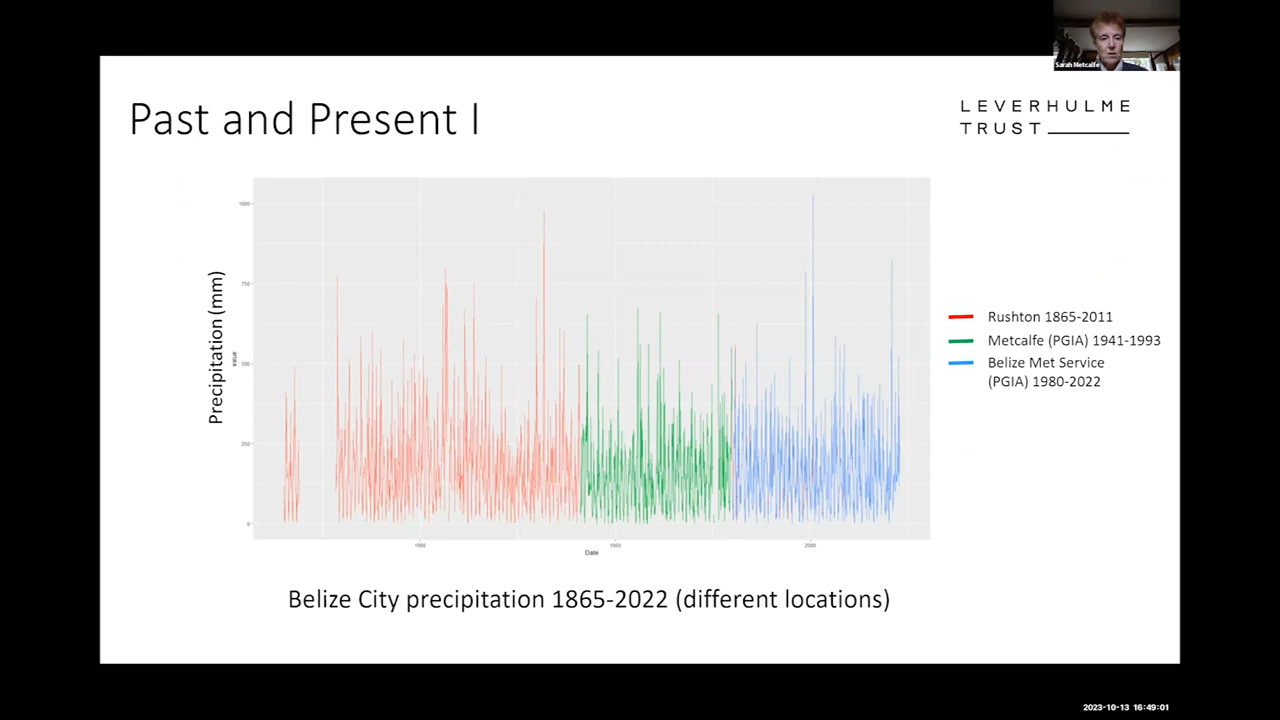 Sarah Metcalfe
Past and Present I
LEVERHULME
TRUST
1000
750
500
250
0
Precipitation (mm)
value
1900
1950
2000
Date
Rushton 1865-2011
Metcalfe (PGIA) 1941-1993
Belize Met Service
(PGIA) 1980-2022
Belize City precipitation 1865-2022 (different locations)
2023-10-13 16:49:01